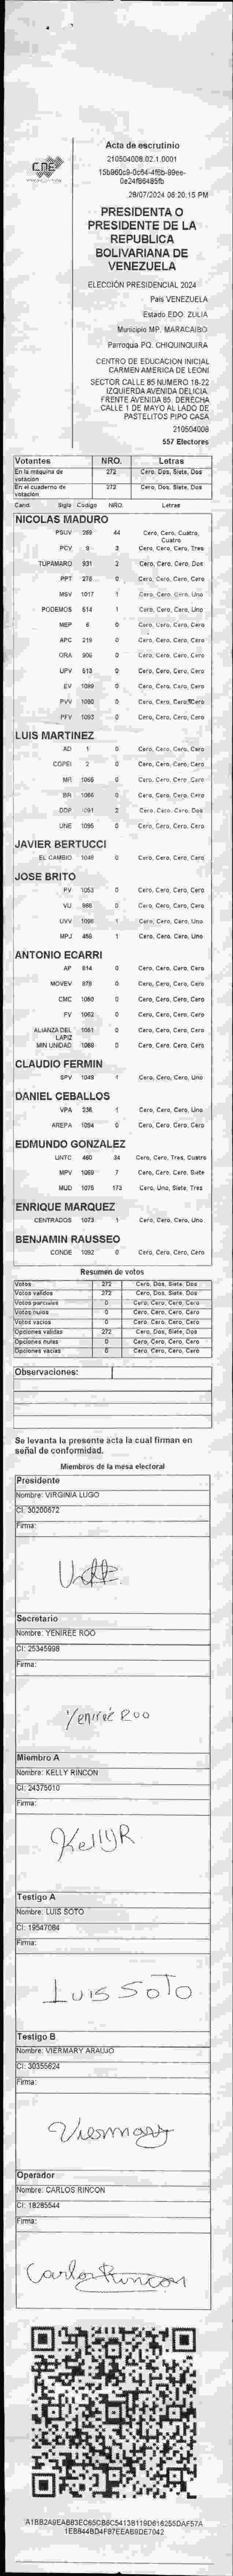 CNE
Acta de escrutinio
210504008.02.1.0001
28/07/2024 06:20:15 PM
PRESIDENTA O
PRESIDENTE DE LA
REPUBLICA
BOLIVARIANA DE
VENEZUELA
ELECCIÓN PRESIDENCIAL 2024
País VENEZUELA
Estado EDO. ZULIA
Municipio MP. MARACAIBO
Parroquia PQ. CHIQUINQUIRA
CENTRO DE EDUCACION INICIAL
CARMEN AMERICA DE LEONI
SECTOR CALLE 85 NUMERO 18-22
IZQUIERDA AVENIDA DELICIA.
FRENTE AVENIDA 85. DERECHA
CALLE 1 DE MAYO AL LADO DE
PASTELITOS PIPO CASA
210504008
557 Electores
Votantes NRO. Letras
En la máquina de votación 272 Cero, Dos, Siete, Dos
En el cuaderno de votación 272 Cero, Dos, Siete, Dos
Cand. Sigla Código NRO. Letras
NICOLAS MADURO
PSUV 289 44 Cero, Cero, Cuatro, Cuatro
PCV 9 3 Cero, Cero, Cero, Tres
TUPAMARO 931 2 Cero, Cero, Cero, Dos
PPT 278 0 Cero, Cero, Cero, Cero
MSV 1017 1 Cero, Cero, Cero, Uno
PODEMOS 514 1 Cero, Cero, Cero, Uno
MEP 6 0 Cero, Cero, Cero, Cero
APC 219 0 Cero, Cero, Cero, Cero
ORA 906 0 Cero, Cero, Cero, Cero
UPV 513 0 Cero, Cero, Cero, Cero
EV 1089 0 Cero, Cero, Cero, Cero
PVV 1090 0 Cero, Cero, Cero, Cero
PFV 1093 0 Cero, Cero, Cero, Cero
LUIS MARTINEZ
AD 1 0 Cero, Cero, Cero, Cero
COPEI 2 0 Cero, Cero, Cero, Cero
MR 1065 0 Cero, Cero, Cero, Cero
BR 1066 0 Cero, Cero, Cero, Cero
DDP 1091 2 Cero, Cero, Cero, Dos
UNE 1095 0 Cero, Cero, Cero, Cero
JAVIER BERTUCCI
EL CAMBIO 1048 0 Cero, Cero, Cero, Cero
JOSE BRITO
PV 1053 0 Cero, Cero, Cero, Cero
VU 868 0 Cero, Cero, Cero, Cero
UVV 1098 1 Cero, Cero, Cero, Uno
MPJ 459 1 Cero, Cero, Cero, Uno
ANTONIO ECARRI
AP 814 0 Cero, Cero, Cero, Cero
MOVEV 878 0 Cero, Cero, Cero, Cero
CMC 1080 0 Cero, Cero, Cero, Cero
FV 1062 0 Cero, Cero, Cero, Cero
ALIANZA DEL LAPIZ 1061 0 Cero, Cero, Cero, Cero
MIN UNIDAD 1068 0 Cero, Cero, Cero, Cero
CLAUDIO FERMIN
SPV 1049 1 Cero, Cero, Cero, Uno
DANIEL CEBALLOS
VPA 236 1 Cero, Cero, Cero, Uno
AREPA 1094 0 Cero, Cero, Cero, Cero
EDMUNDO GONZALEZ
UNTC 460 34 Cero, Cero, Tres, Cuatro
MPV 1069 7 Cero, Cero, Cero, Siete
MUD 1075 173 Cero, Uno, Siete, Tres
ENRIQUE MARQUEZ
CENTRADOS 1073 1 Cero, Cero, Cero, Uno
BENJAMIN RAUSSEO
CONDE 1092 0 Cero, Cero, Cero, Cero
Resumen de votos
Votos 272 Cero, Dos, Siete, Dos
Votos válidos 272 Cero, Dos, Siete, Dos
Votos parciales 0 Cero, Cero, Cero, Cero
Votos nulos 0 Cero, Cero, Cero, Cero
Votos vacíos 0 Cero, Cero, Cero, Cero
Opciones válidas 272 Cero, Dos, Siete, Dos
Opciones nulas 0 Cero, Cero, Cero, Cero
Opciones vacías 0 Cero, Cero, Cero, Cero
Observaciones:
Se levanta la presente acta la cual firman en
señal de conformidad.
Miembros de la mesa electoral
Presidente
Nombre: VIRGINIA LUGO
CI: 30200672
Firma:
Secretario
Nombre: YENIREE ROO
CI: 25345998
Firma:
Yeniree Roo
Miembro A
Nombre: KELLY RINCON
CI: 24375010
Firma:
Kelly R
Testigo A
Nombre: LUIS SOTO
CI: 19547084
Firma:
Luis Soto
Testigo B
Nombre: VIERMARY ARAUJO
CI: 30355624
Firma:
Viermary
Operador
Nombre: CARLOS RINCON
CI: 18285544
Firma:
Carlos Rincon